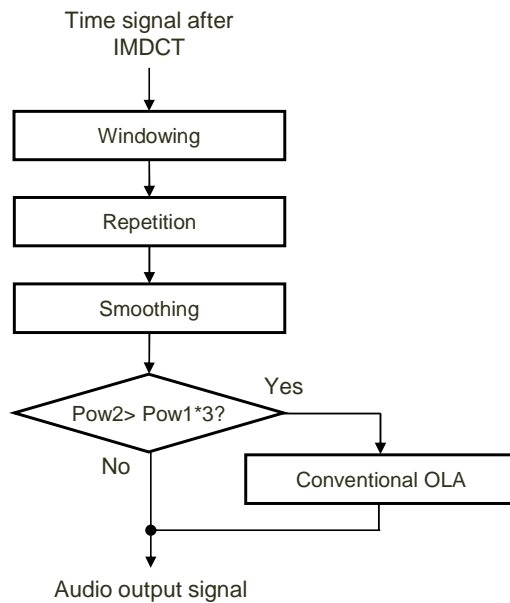 Time signal after
IMDCT
Windowing
Repetition
Smoothing
Pow2> Pow1*3?
Yes
No
Conventional OLA
Audio output signal